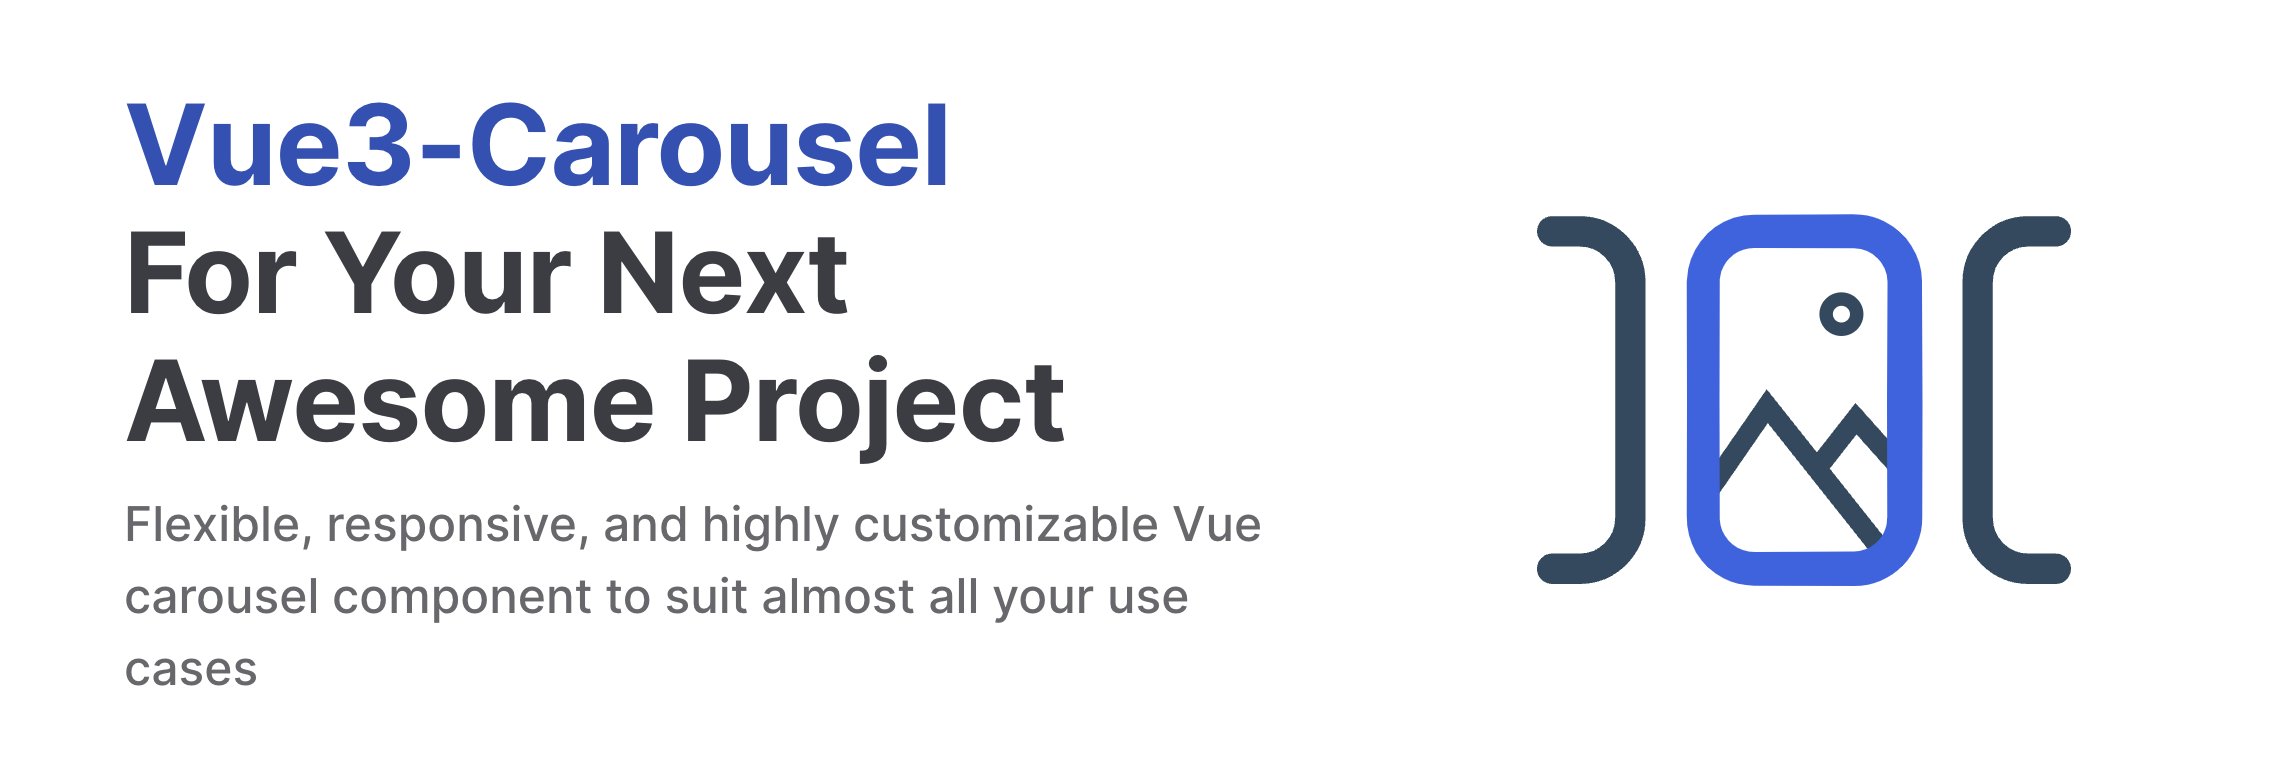 Vue3-Carousel
For Your Next
Awesome Project
Flexible, responsive, and highly customizable Vue
carousel component to suit almost all your use
cases